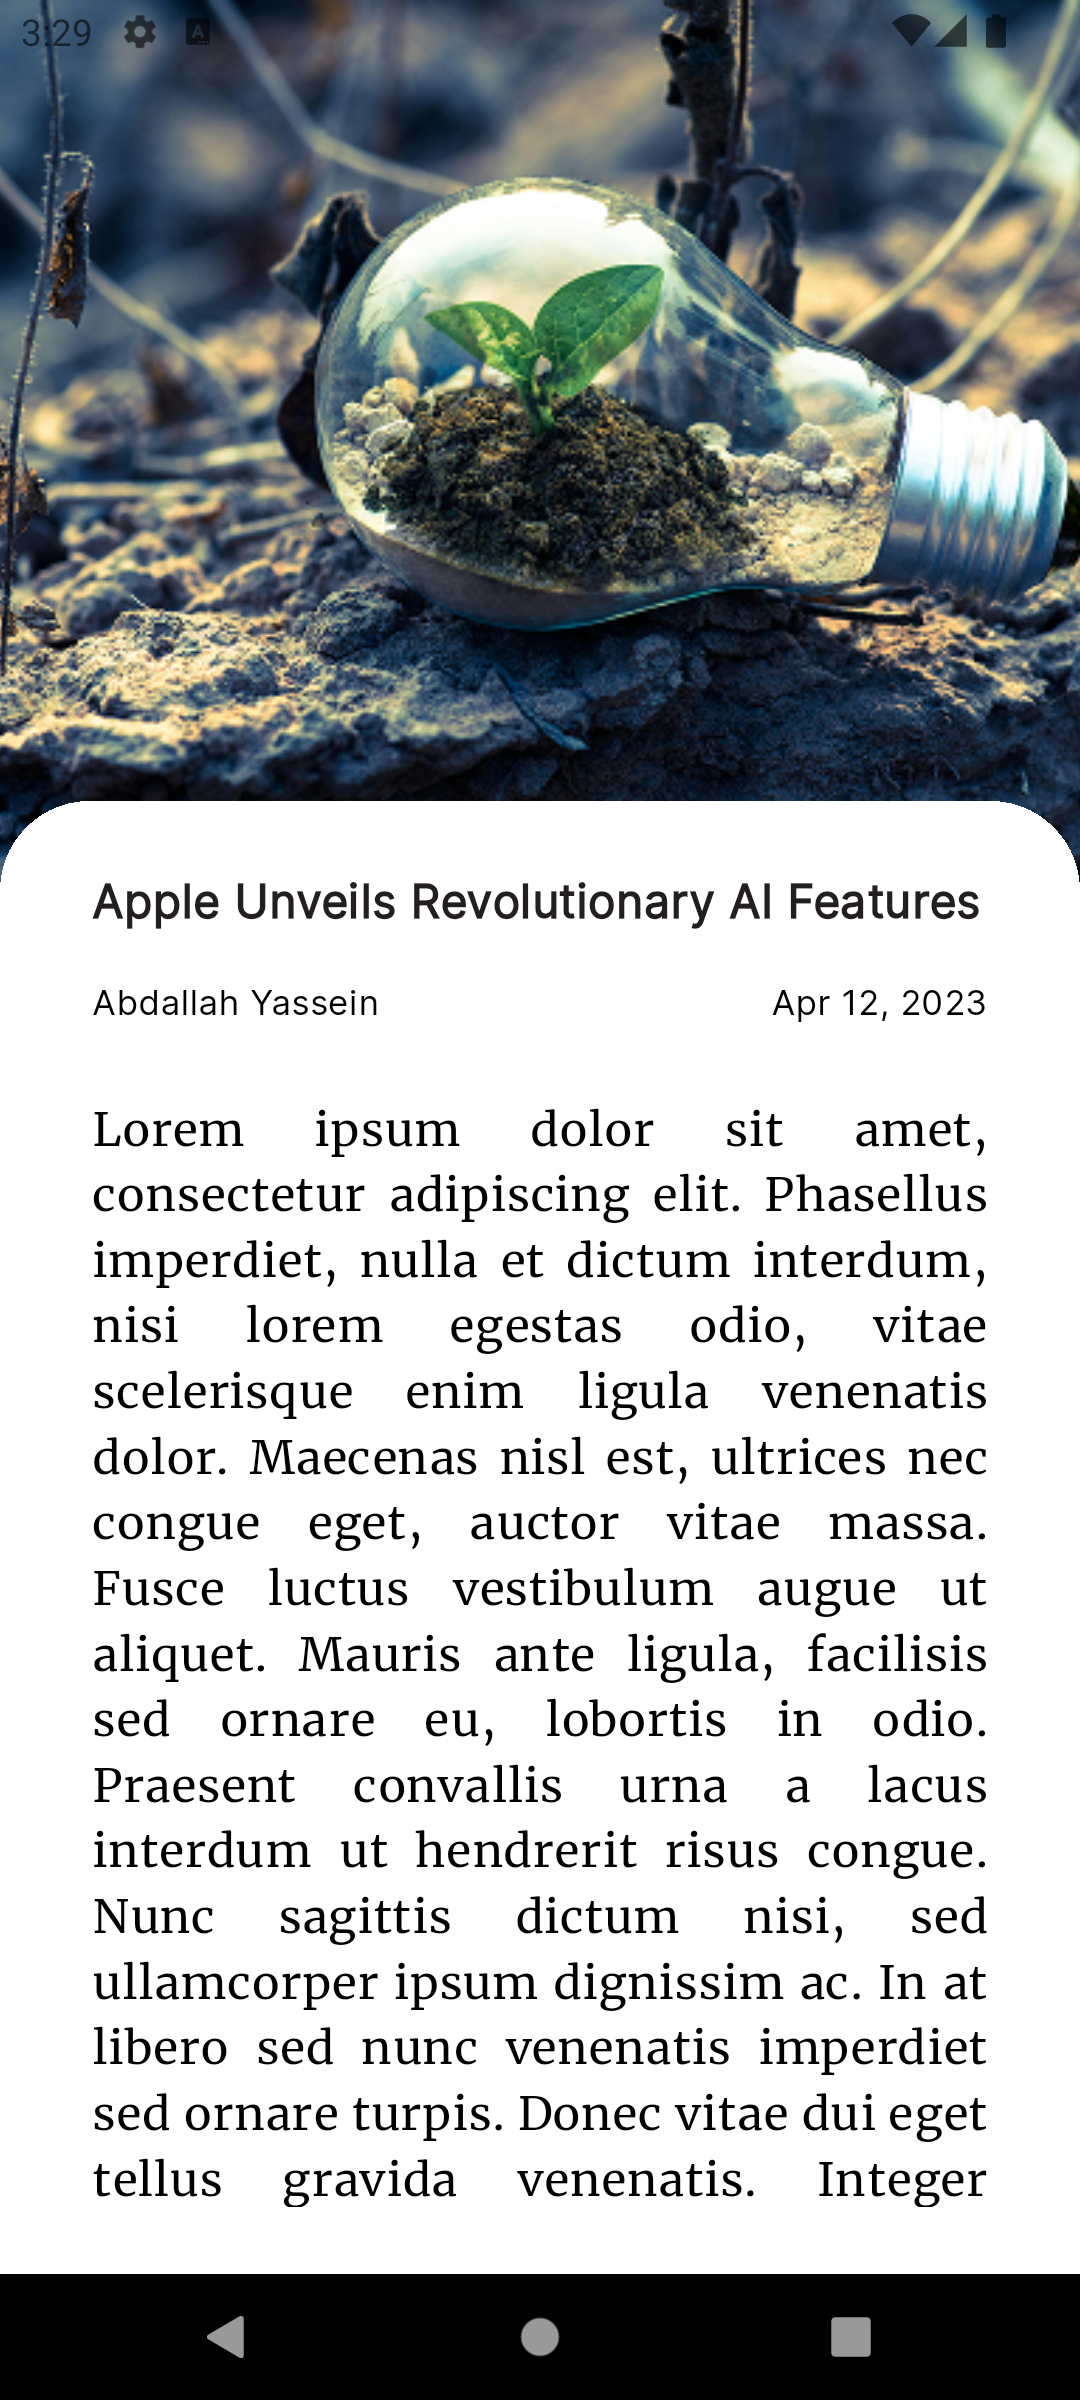 3:29
Apple Unveils Revolutionary AI Features
Abdallah Yassein
Apr 12, 2023
Lorem ipsum dolor sit amet,
consectetur adipiscing elit. Phasellus
imperdiet, nulla et dictum interdum,
nisi lorem egestas odio, vitae
scelerisque enim ligula venenatis
dolor. Maecenas nisl est, ultrices nec
congue eget, auctor vitae massa.
Fusce luctus vestibulum augue ut
aliquet. Mauris ante ligula, facilisis
sed ornare eu, lobortis in odio.
Praesent convallis urna a lacus
interdum ut hendrerit risus congue.
Nunc sagittis dictum nisi, sed
ullamcorper ipsum dignissim ac. In at
libero sed nunc venenatis imperdiet
sed ornare turpis. Donec vitae dui eget
tellus gravida venenatis. Integer